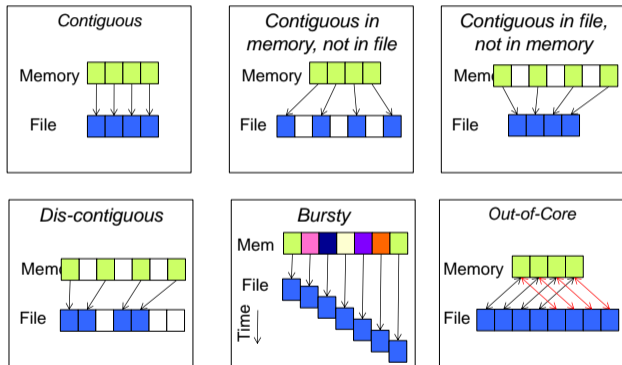 Contiguous
Memory
File
Contiguous in
memory, not in file
Memory
File
Contiguous in file,
not in memory
Mem
File
Dis-contiguous
Mem
File
Bursty
Mem
File
Time
Out-of-Core
Memory
File